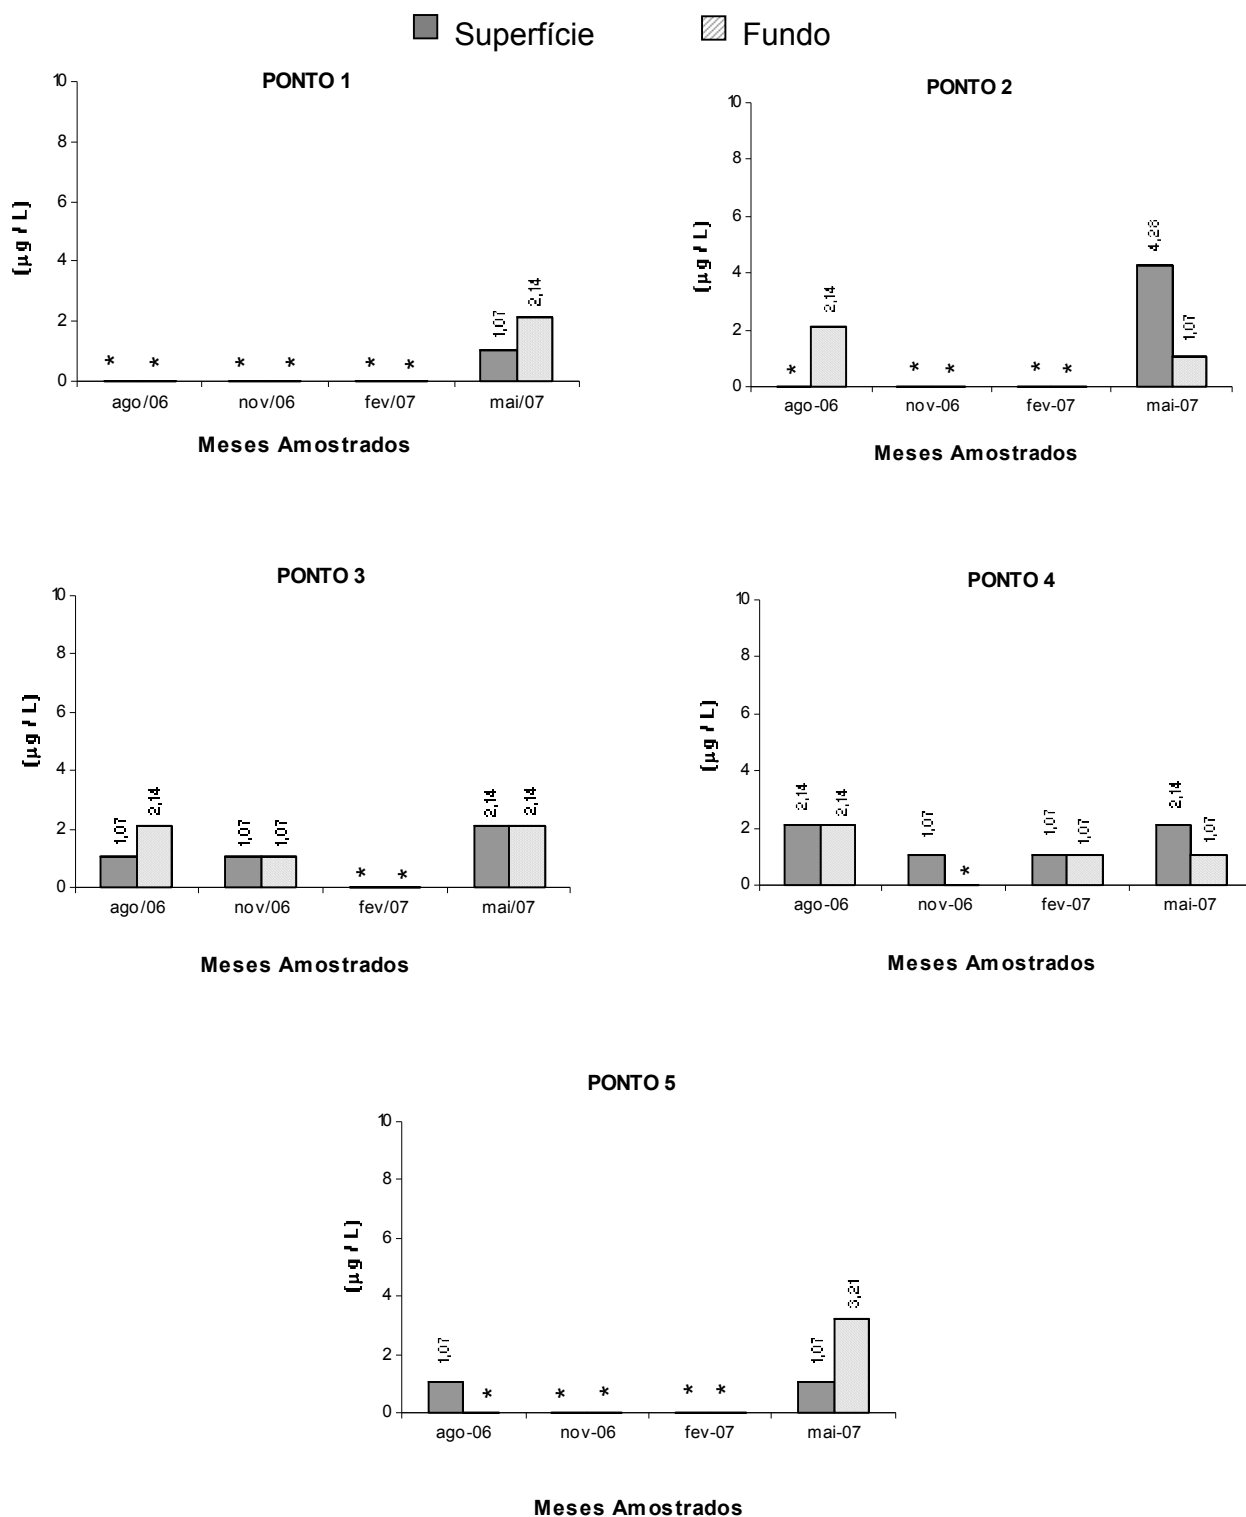 Superfície Fundo
PONTO 1
10
8
6
4
2
0
(µg / L)
* * * * * * 1,07 2,14
ago/06 nov/06 fev/07 mai/07
Meses Amostrados
PONTO 2
10
8
6
4
2
0
(µg / L)
* 2,14 * * * * 4,28 1,07
ago-06 nov-06 fev-07 mai-07
Meses Amostrados
PONTO 3
10
8
6
4
2
0
(µg / L)
1,07 2,14 1,07 1,07 * * 2,14 2,14
ago/06 nov/06 fev/07 mai/07
Meses Amostrados
PONTO 4
10
8
6
4
2
0
(µg / L)
2,14 2,14 1,07 * 1,07 1,07 2,14 1,07
ago-06 nov-06 fev-07 mai-07
Meses Amostrados
PONTO 5
10
8
6
4
2
0
(µg / L)
1,07 * * * * * 1,07 3,21
ago-06 nov-06 fev-07 mai-07
Meses Amostrados